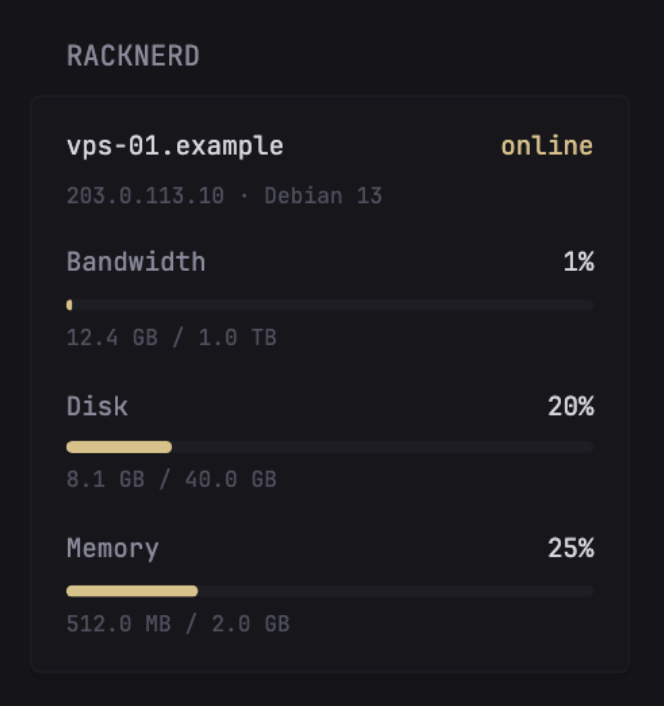 RACKNERD
vps-01.example online
203.0.113.10 · Debian 13
Bandwidth 1%
12.4 GB / 1.0 TB
Disk 20%
8.1 GB / 40.0 GB
Memory 25%
512.0 MB / 2.0 GB